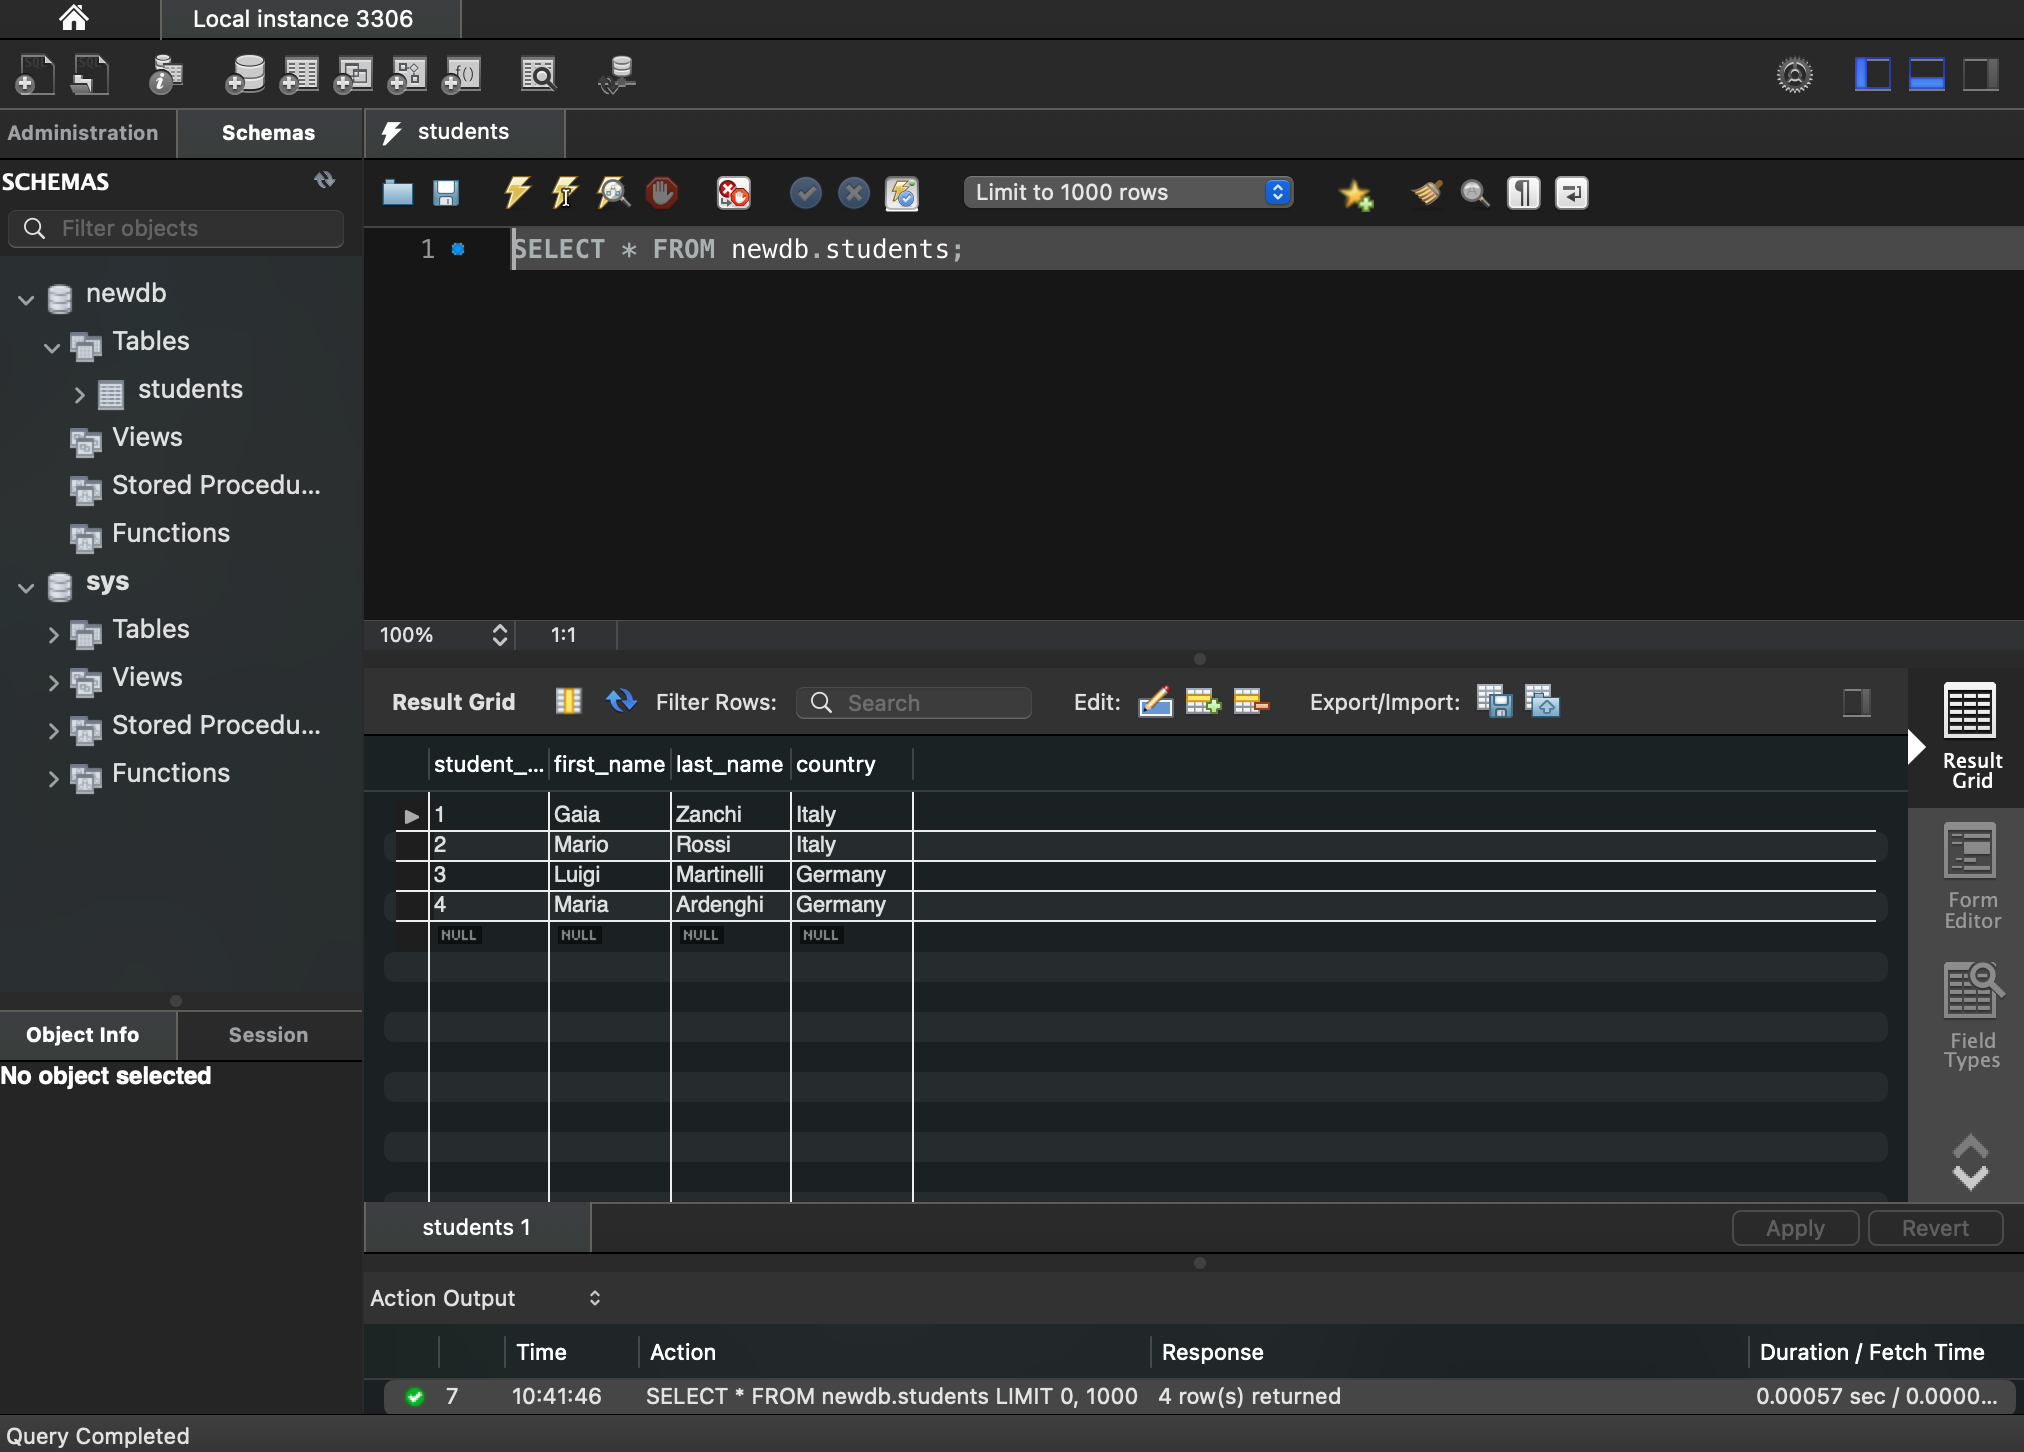 Local instance 3306
Administration
Schemas
students
SCHEMAS
Filter objects
Limit to 1000 rows
1 SELECT * FROM newdb.students;
newdb
Tables
students
Views
Stored Procedu...
Functions
sys
Tables
Views
Stored Procedu...
Functions
100% 1:1
Result Grid Filter Rows: Search Edit: Export/Import:
student_... first_name last_name country
1 Gaia Zanchi Italy
2 Mario Rossi Italy
3 Luigi Martinelli Germany
4 Maria Ardenghi Germany
NULL NULL NULL NULL
Result
Grid
Form
Editor
Field
Types
Object Info Session
No object selected
students 1
Apply Revert
Action Output
Time Action Response Duration / Fetch Time
7 10:41:46 SELECT * FROM newdb.students LIMIT 0, 1000 4 row(s) returned 0.00057 sec / 0.0000...
Query Completed